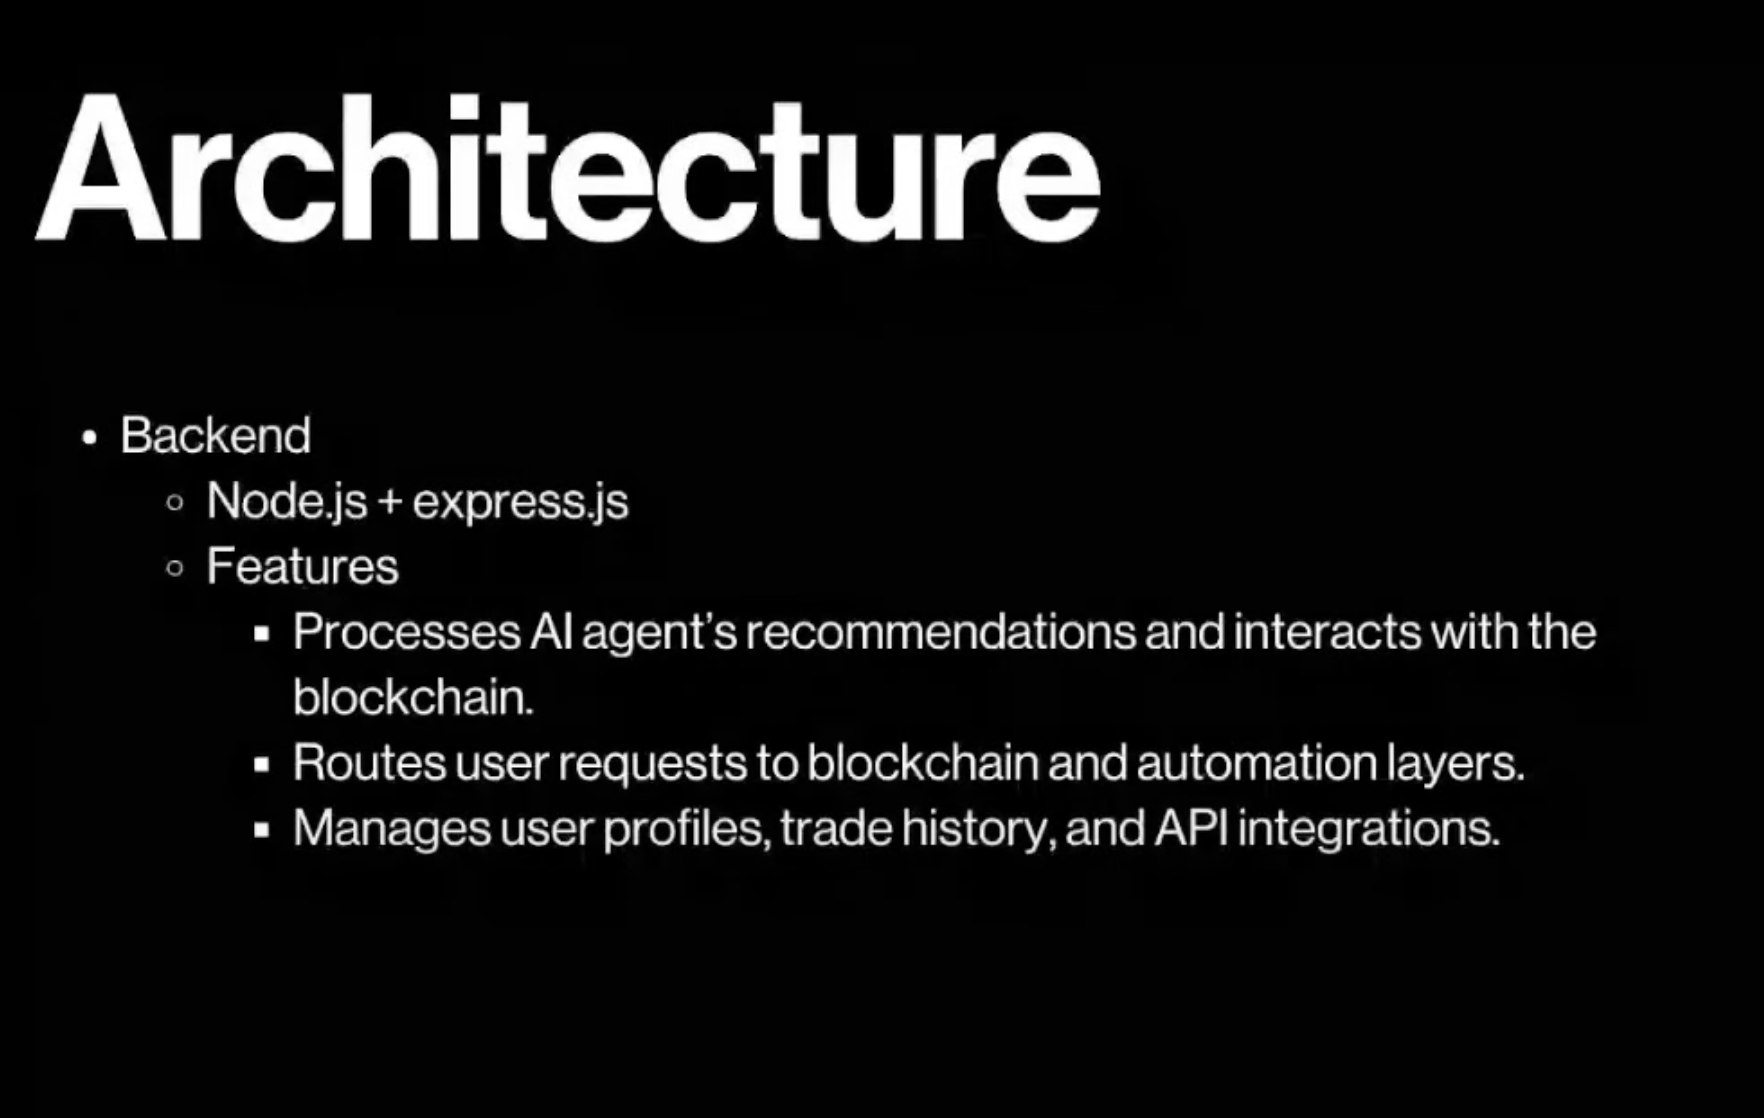 Architecture
• Backend
○ Node.js + express.js
○ Features
▪ Processes AI agent’s recommendations and interacts with the
blockchain.
▪ Routes user requests to blockchain and automation layers.
▪ Manages user profiles, trade history, and API integrations.